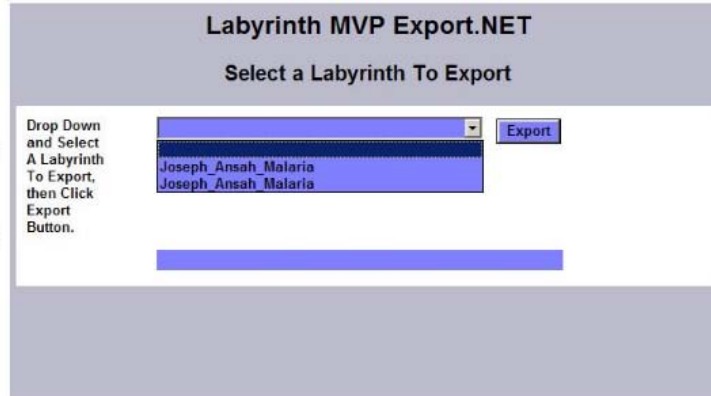 Labyrinth MVP Export.NET
Select a Labyrinth To Export
Drop Down
and Select
A Labyrinth
To Export,
then Click
Export
Button.
Export
Joseph_Ansah_Malaria
Joseph_Ansah_Malaria